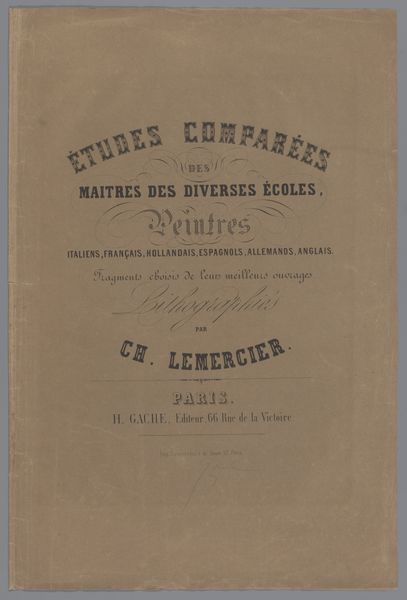 ÉTUDES COMPARÉES
DES
MAITRES DES DIVERSES ÉCOLES,
Peintres
ITALIENS, FRANÇAIS, HOLLANDAIS, ESPAGNOLS, ALLEMANDS, ANGLAIS.
Fragments choisis de leurs meilleurs ouvrages
Lithographiés
PAR
CH. LEMERCIER.
PARIS.
H. GACHE, Editeur, 66 Rue de la Victoire
Paris